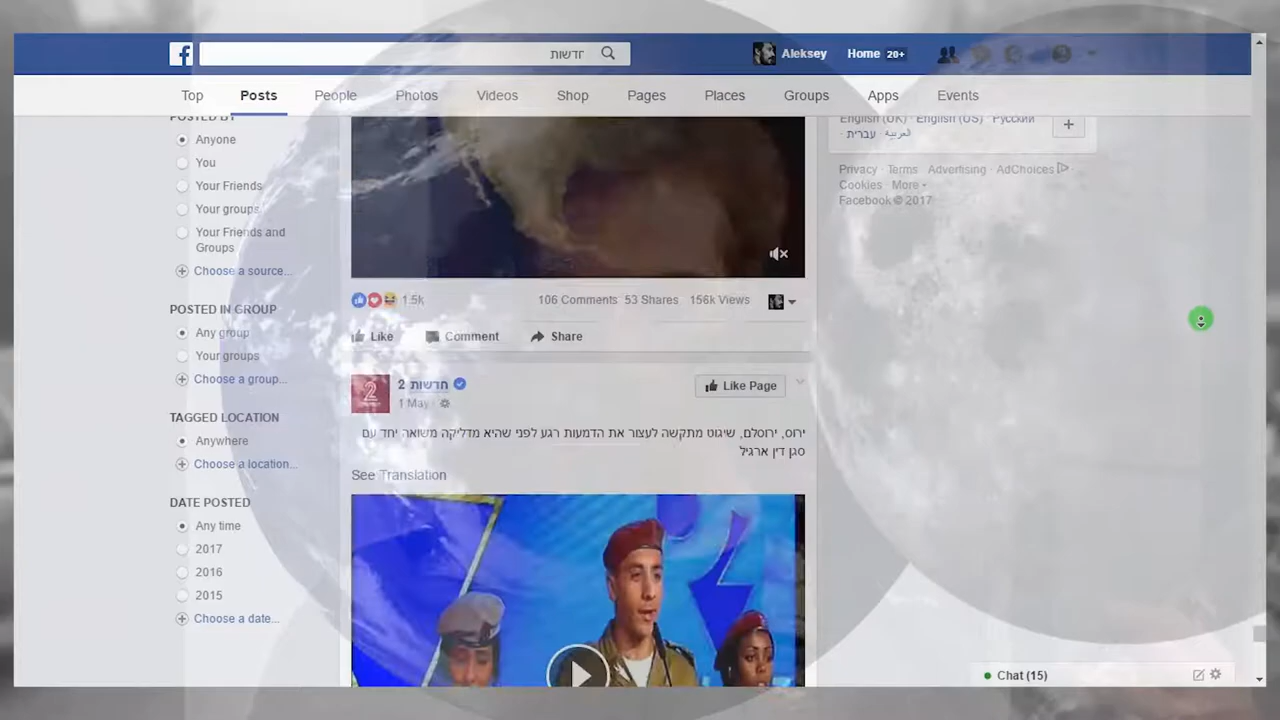 חדשות
Aleksey
Home 20+
Top Posts People Photos Videos Shop Pages Places Groups Apps Events
POSTED BY
Anyone
You
Your Friends
Your groups
Your Friends and
Groups
Choose a source...
POSTED IN GROUP
Any group
Your groups
Choose a group...
TAGGED LOCATION
Anywhere
Choose a location...
DATE POSTED
Any time
2017
2016
2015
Choose a date...
1.5k
106 Comments 53 Shares 156k Views
Like Comment Share
חדשות 2
Like Page
1 May
ירוס, ירוסלם, שיגוט מתקשה לעצור את הדמעות רגע לפני שהיא מדליקה משואה יחד עם
סגן דין ארגיל
See Translation
English (UK) · English (US) · Русский
· עברית · العربية
Privacy · Terms · Advertising · AdChoices ·
Cookies · More
Facebook © 2017
Chat (15)